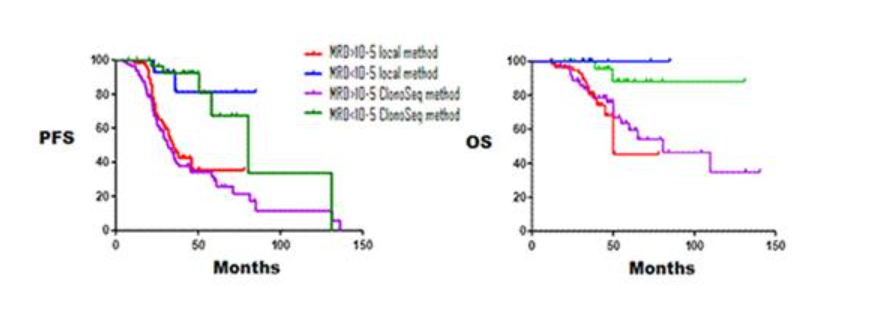 MRD>10-5 local method
MRD<10-5 local method
MRD>10-5 ClonoSeq method
MRD<10-5 ClonoSeq method
PFS
100
80
60
40
20
0
0 50 100 150
Months
OS
100
80
60
40
20
0
0 50 100 150
Months